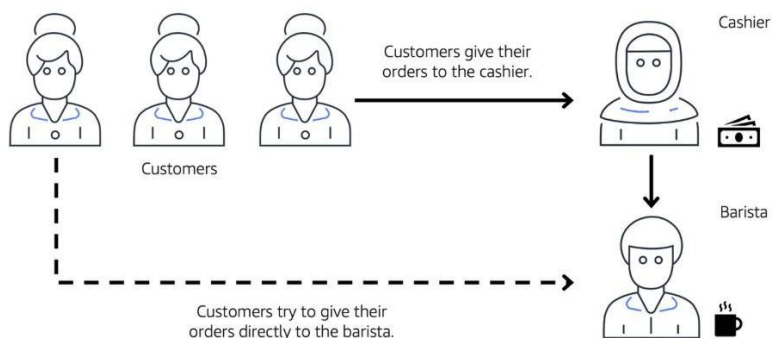 Cashier
Customers give their
orders to the cashier.
Customers
Barista
Customers try to give their
orders directly to the barista.